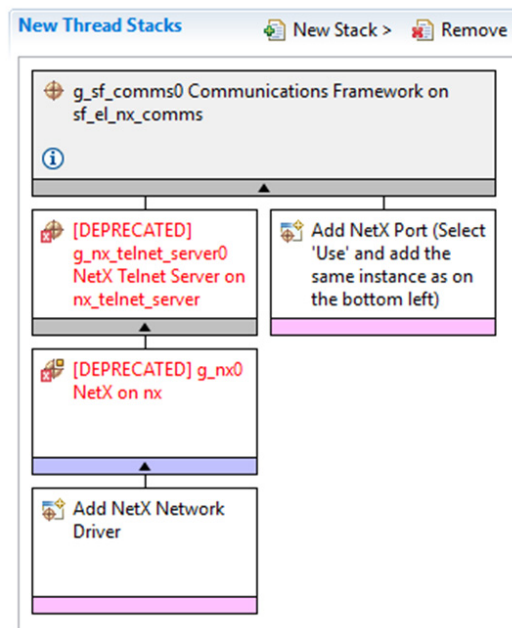 New Thread Stacks
New Stack >
Remove
g_sf_comms0 Communications Framework on
sf_el_nx_comms
[DEPRECATED]
g_nx_telnet_server0
NetX Telnet Server on
nx_telnet_server
Add NetX Port (Select
'Use' and add the
same instance as on
the bottom left)
[DEPRECATED] g_nx0
NetX on nx
Add NetX Network
Driver